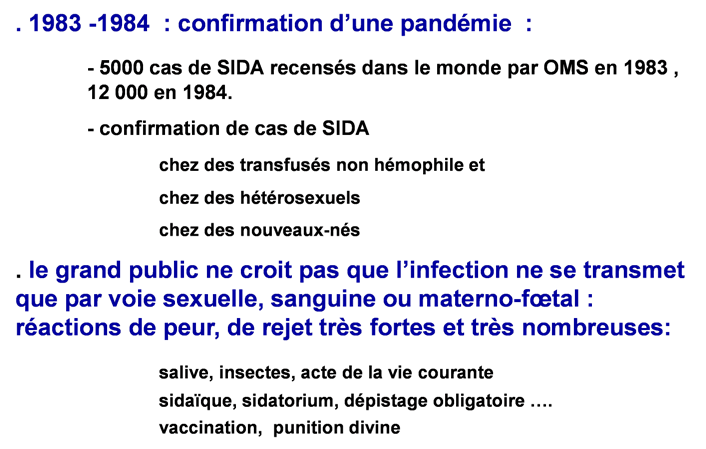 . 1983 -1984 : confirmation d’une pandémie :
- 5000 cas de SIDA recensés dans le monde par OMS en 1983 ,
12 000 en 1984.
- confirmation de cas de SIDA
chez des transfusés non hémophile et
chez des hétérosexuels
chez des nouveaux-nés
. le grand public ne croit pas que l’infection ne se transmet
que par voie sexuelle, sanguine ou materno-fœtal :
réactions de peur, de rejet très fortes et très nombreuses:
salive, insectes, acte de la vie courante
sidaïque, sidatorium, dépistage obligatoire ….
vaccination, punition divine